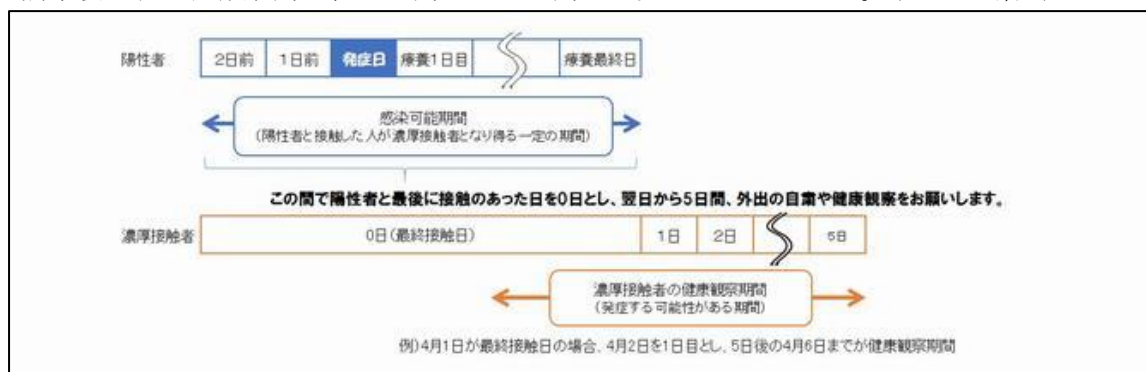 陽性者
2日前 1日前 発症日 療養1日目 療養最終日
感染可能期間
(陽性者と接触した人が濃厚接触者となり得る一定の期間)
この間で陽性者と最後に接触のあった日を0日とし、翌日から5日間、外出の自粛や健康観察をお願いします。
濃厚接触者
0日(最終接触日) 1日 2日 5日
濃厚接触者の健康観察期間
(発症する可能性がある期間)
例)4月1日が最終接触日の場合、4月2日を1日目とし、5日後の4月6日までが健康観察期間